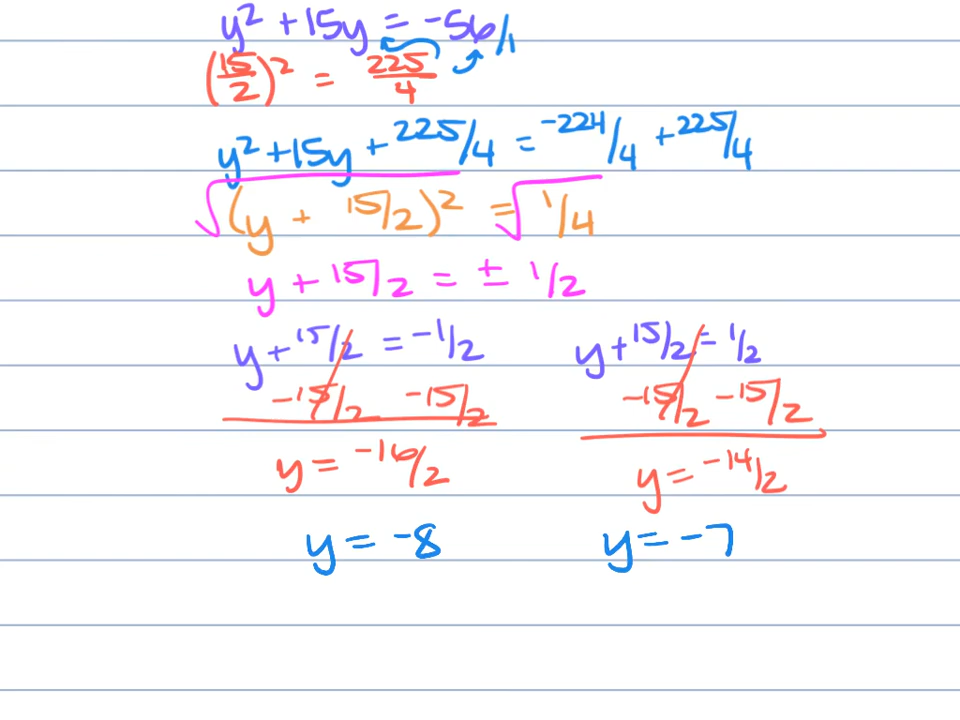 y² + 15y = -56/1
(15/2)² = 225/4
y² + 15y + 225/4 = -224/4 + 225/4
√(y + 15/2)² = √1/4
y + 15/2 = ± 1/2
y + 15/2 = -1/2 y + 15/2 = 1/2
-15/2 -15/2 -15/2 -15/2
y = -16/2 y = -14/2
y = -8 y = -7